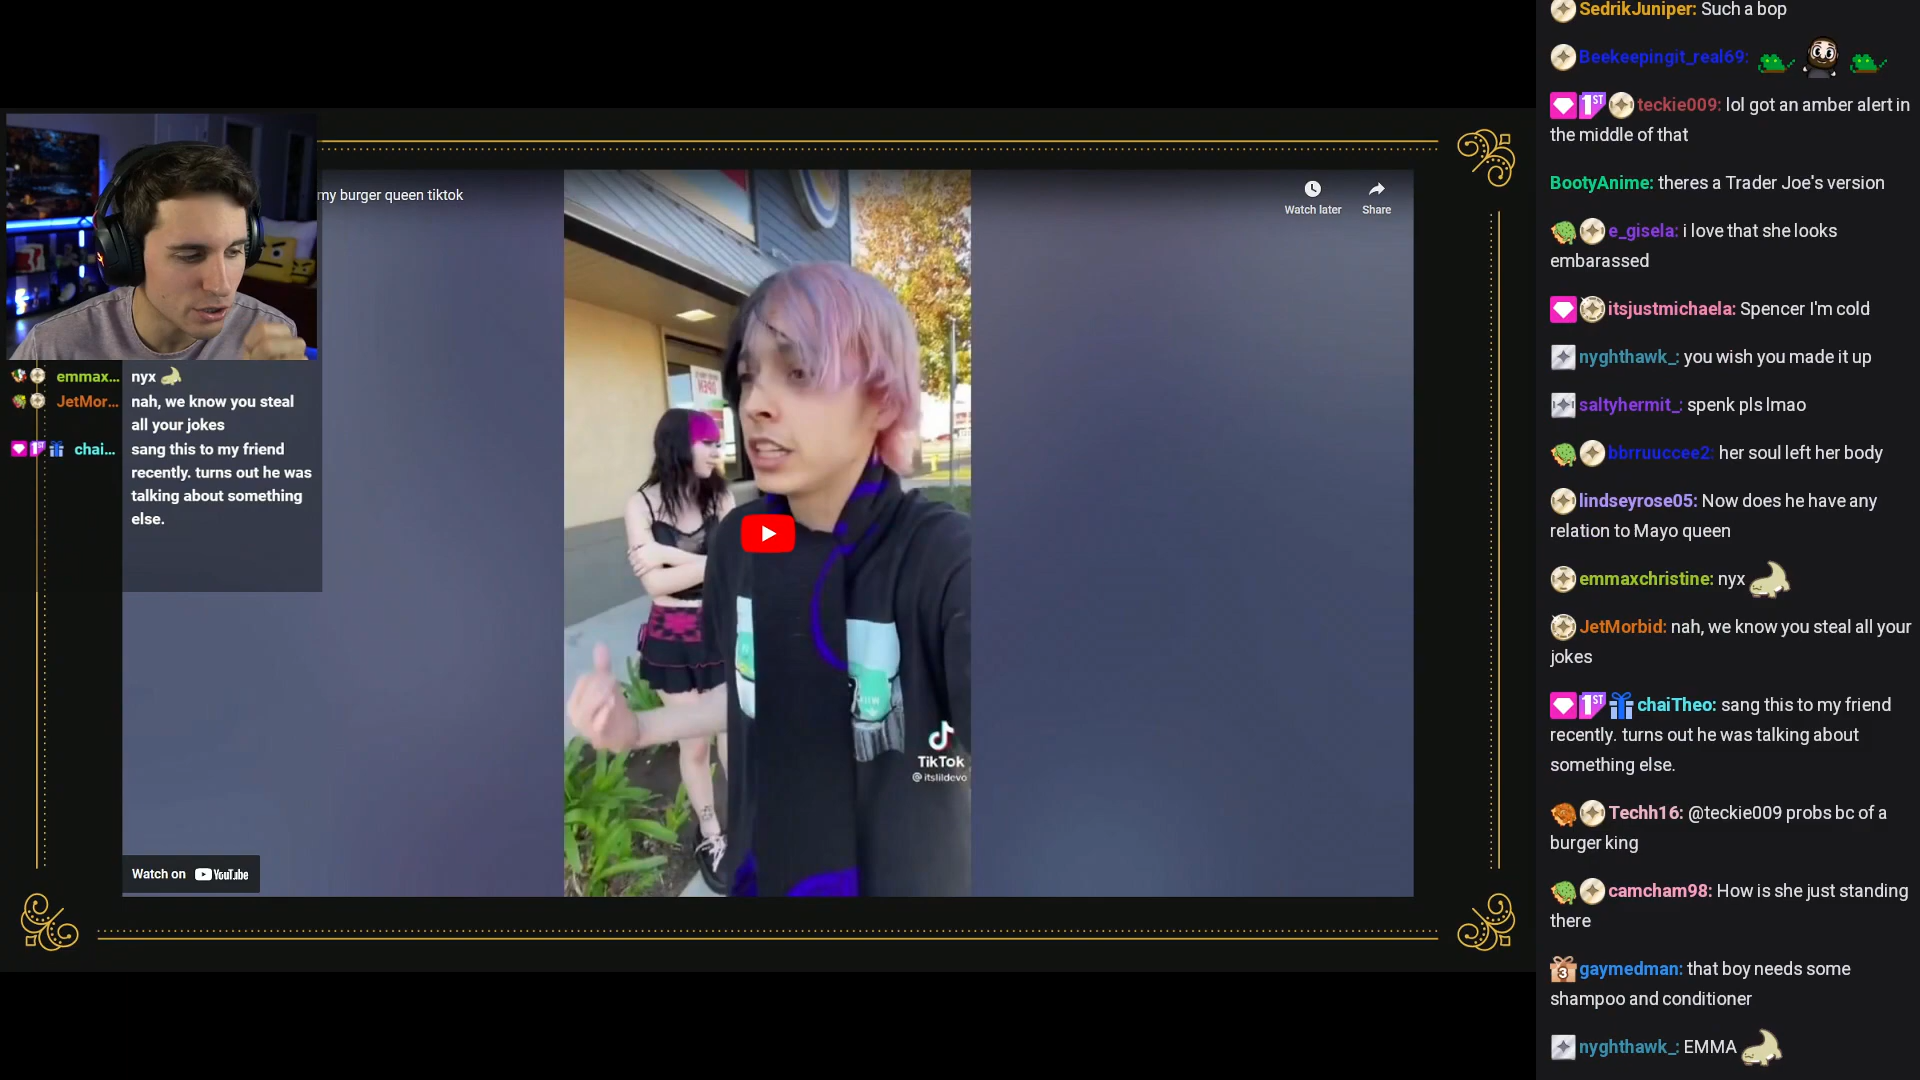 my burger queen tiktok
Watch later
Share
emmax...
nyx
JetMor...
nah, we know you steal
all your jokes
chai...
sang this to my friend
recently. turns out he was
talking about something
else.
OPEN
TikTok
@itslildevo
Watch on YouTube
SedrikJuniper: Such a bop
Beekeepingit_real69:
1ST teckie009: lol got an amber alert in
the middle of that
BootyAnime: theres a Trader Joe's version
e_gisela: i love that she looks
embarassed
itsjustmichaela: Spencer I'm cold
nyghthawk_: you wish you made it up
saltyhermit_: spenk pls lmao
bbrruuccee2: her soul left her body
lindseyrose05: Now does he have any
relation to Mayo queen
emmaxchristine: nyx
JetMorbid: nah, we know you steal all your
jokes
1ST chaiTheo: sang this to my friend
recently. turns out he was talking about
something else.
Techh16: @teckie009 probs bc of a
burger king
camcham98: How is she just standing
there
3 gaymedman: that boy needs some
shampoo and conditioner
nyghthawk_: EMMA